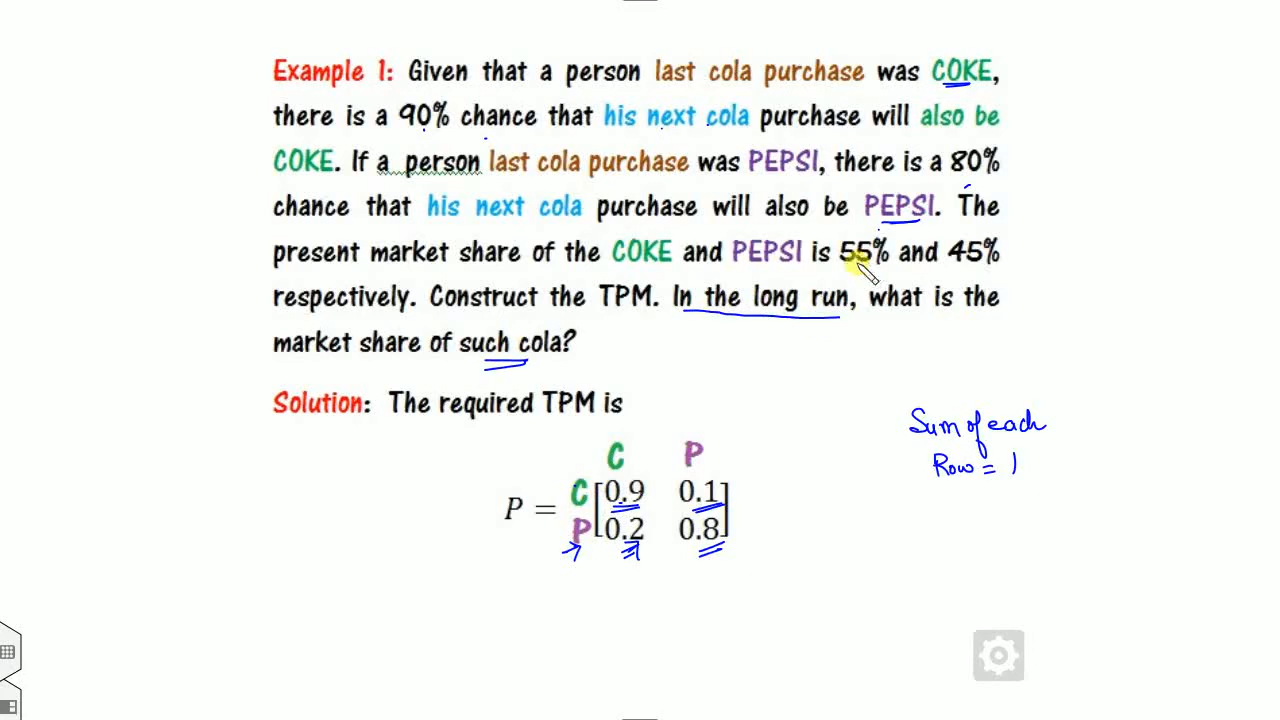 Example 1: Given that a person last cola purchase was COKE,
there is a 90% chance that his next cola purchase will also be
COKE. If a person last cola purchase was PEPSI, there is a 80%
chance that his next cola purchase will also be PEPSI. The
present market share of the COKE and PEPSI is 55% and 45%
respectively. Construct the TPM. In the long run, what is the
market share of such cola?
Solution: The required TPM is
Sum of each
Row = 1
C P
P = C [0.9 0.1]
P [0.2 0.8]